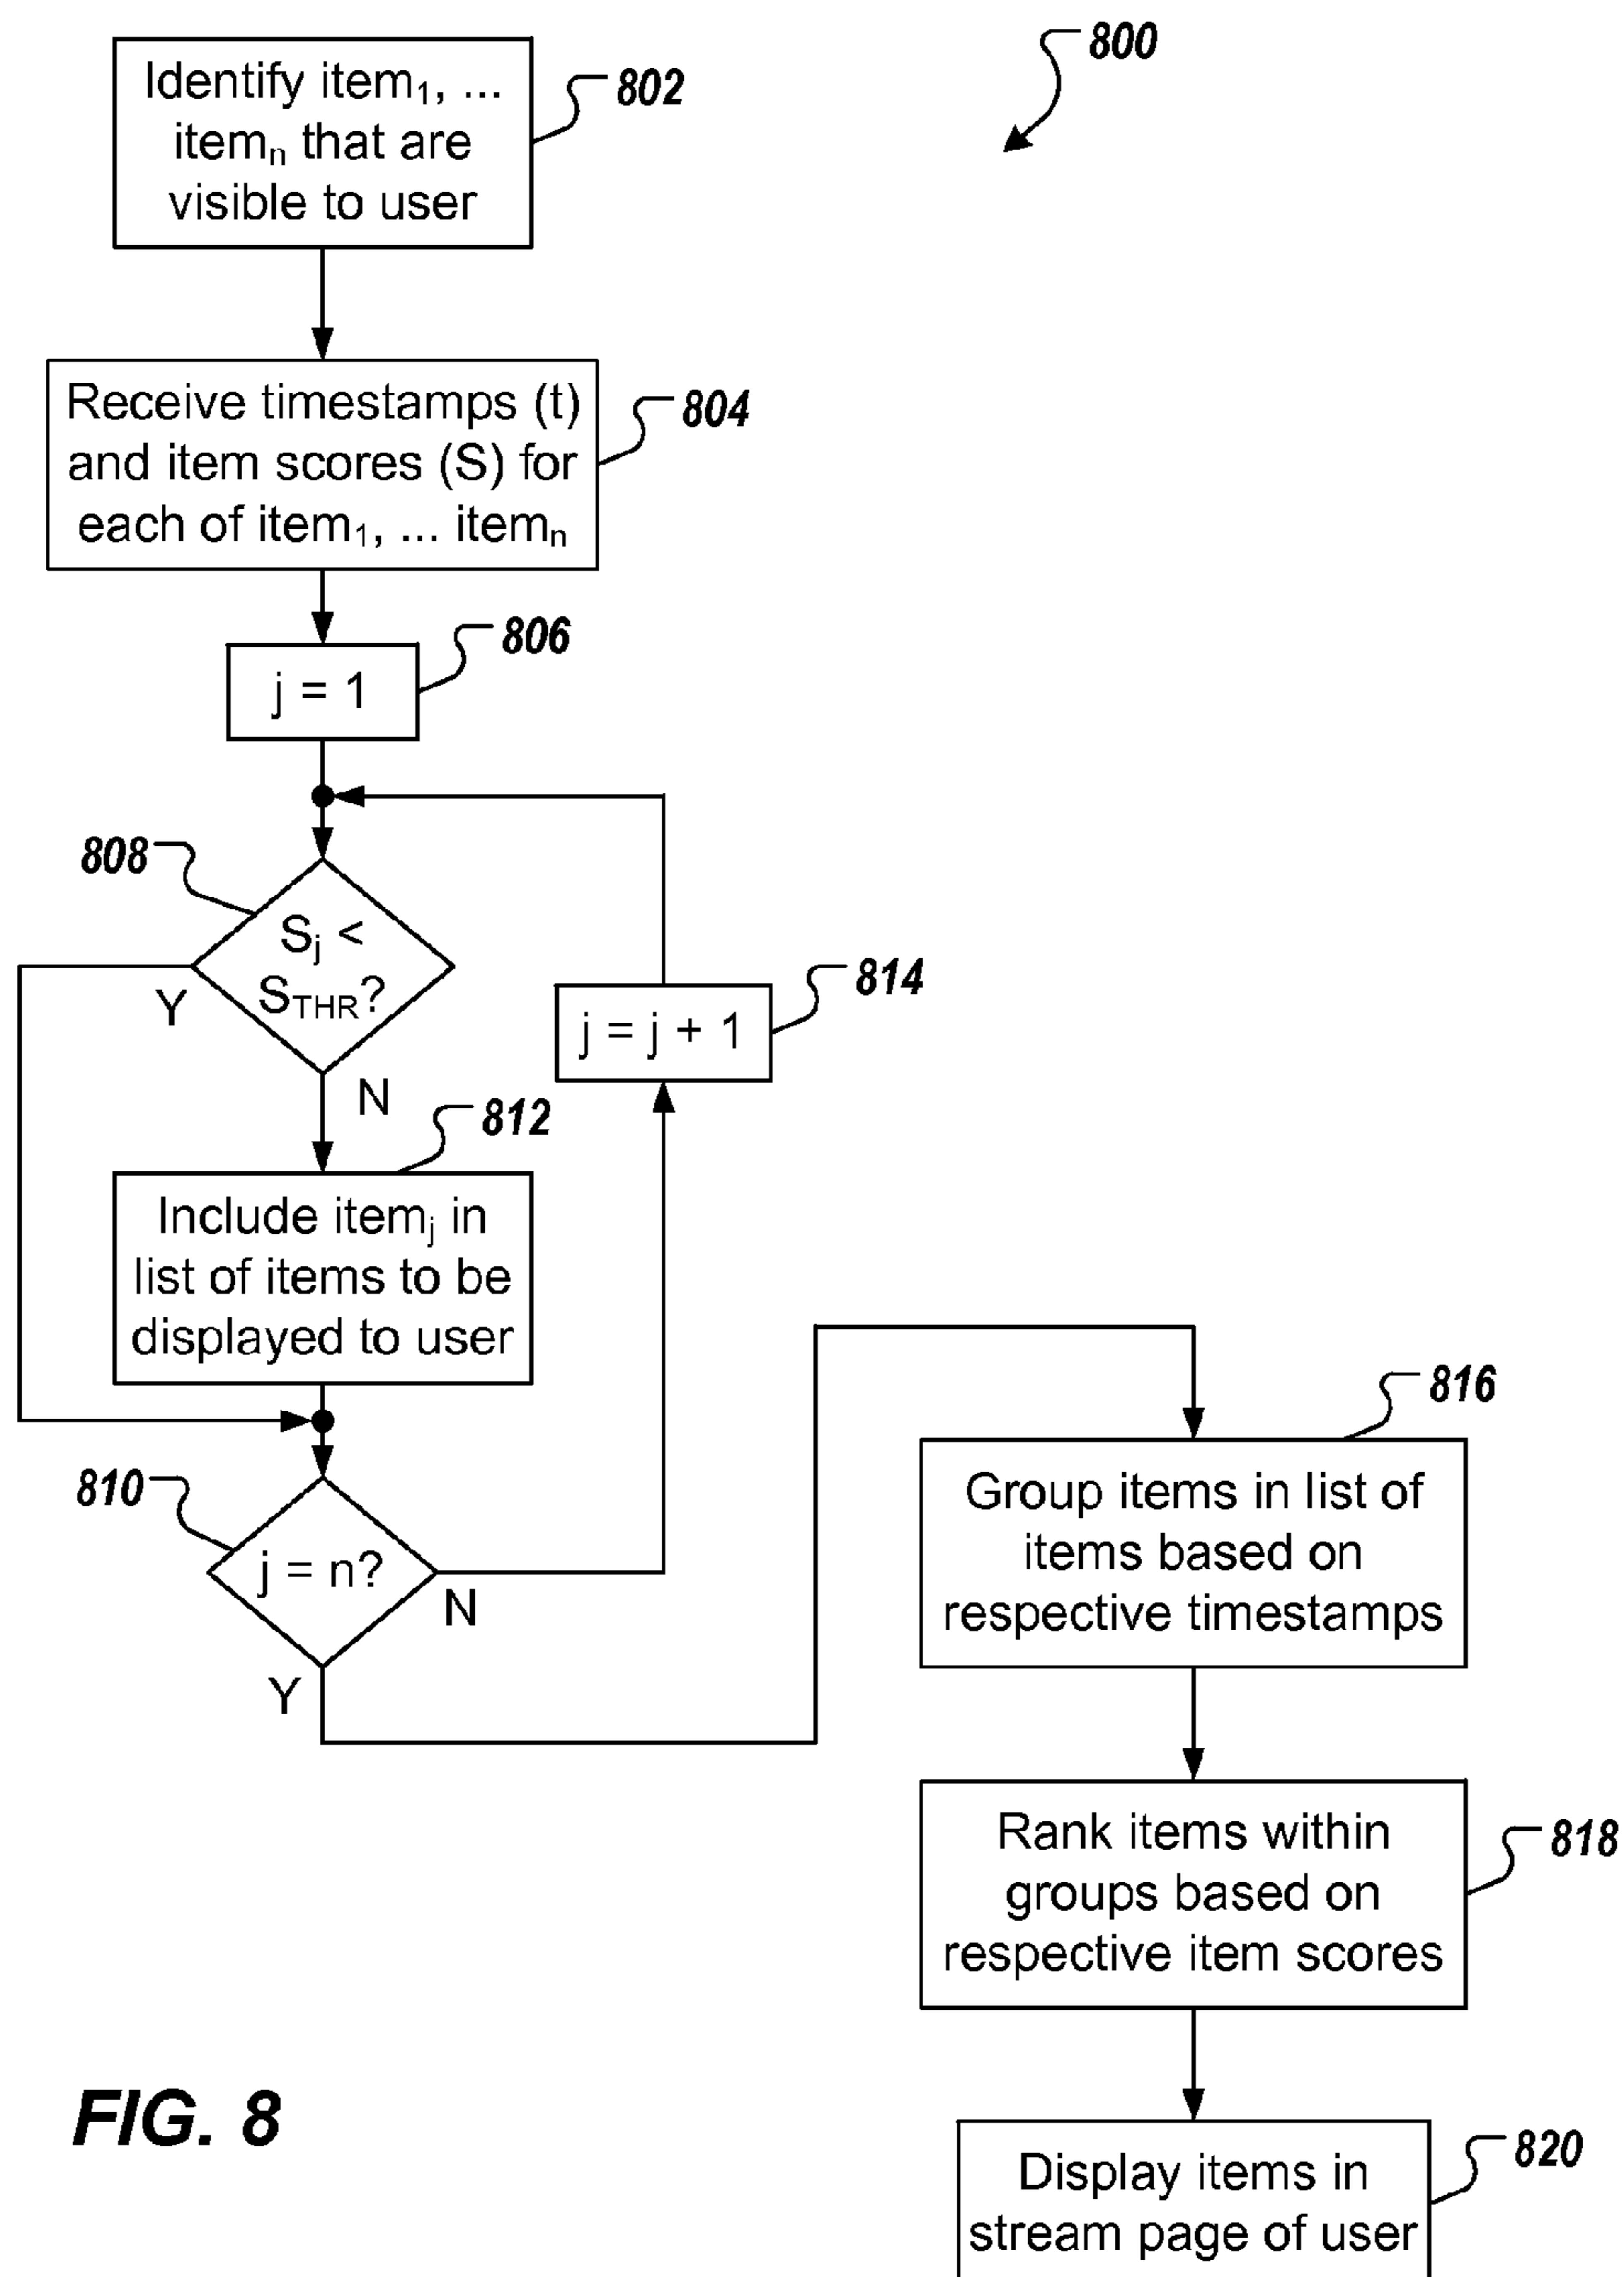 800
Identify item₁, ...
itemₙ that are
visible to user
802
Receive timestamps (t)
and item scores (S) for
each of item₁, ... itemₙ
804
j = 1
806
808
Sⱼ <
S_THR?
Y
N
j = j + 1
814
812
Include itemⱼ in
list of items to be
displayed to user
810
j = n?
N
Y
816
Group items in list of
items based on
respective timestamps
Rank items within
groups based on
respective item scores
818
Display items in
stream page of user
820
FIG. 8